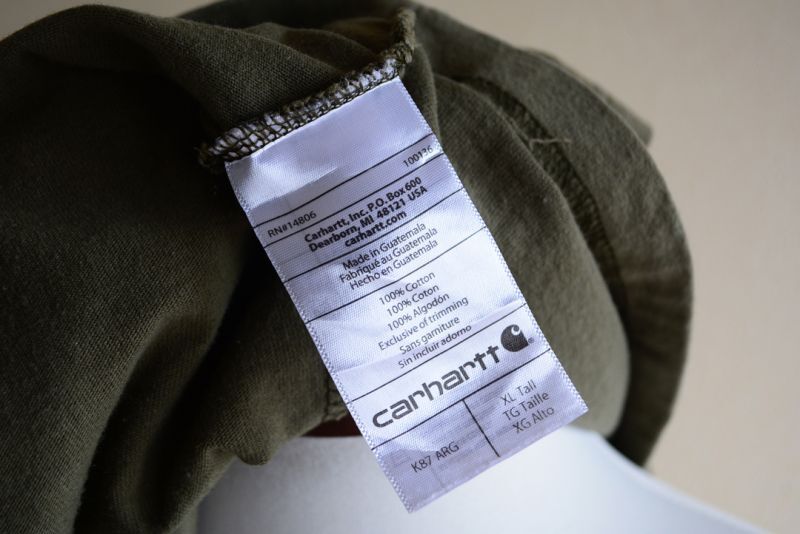 RN#14806 100136
Carhartt, Inc. P.O. Box 600
Dearborn, MI 48121 USA
carhartt.com
Made in Guatemala
Fabriqué au Guatemala
Hecho en Guatemala
100% Cotton
100% Coton
100% Algodón
Exclusive of trimming
Sans garniture
Sin incluir adorno
carhartt
K87 ARG
XL Tall
TG Taille
XG Alto